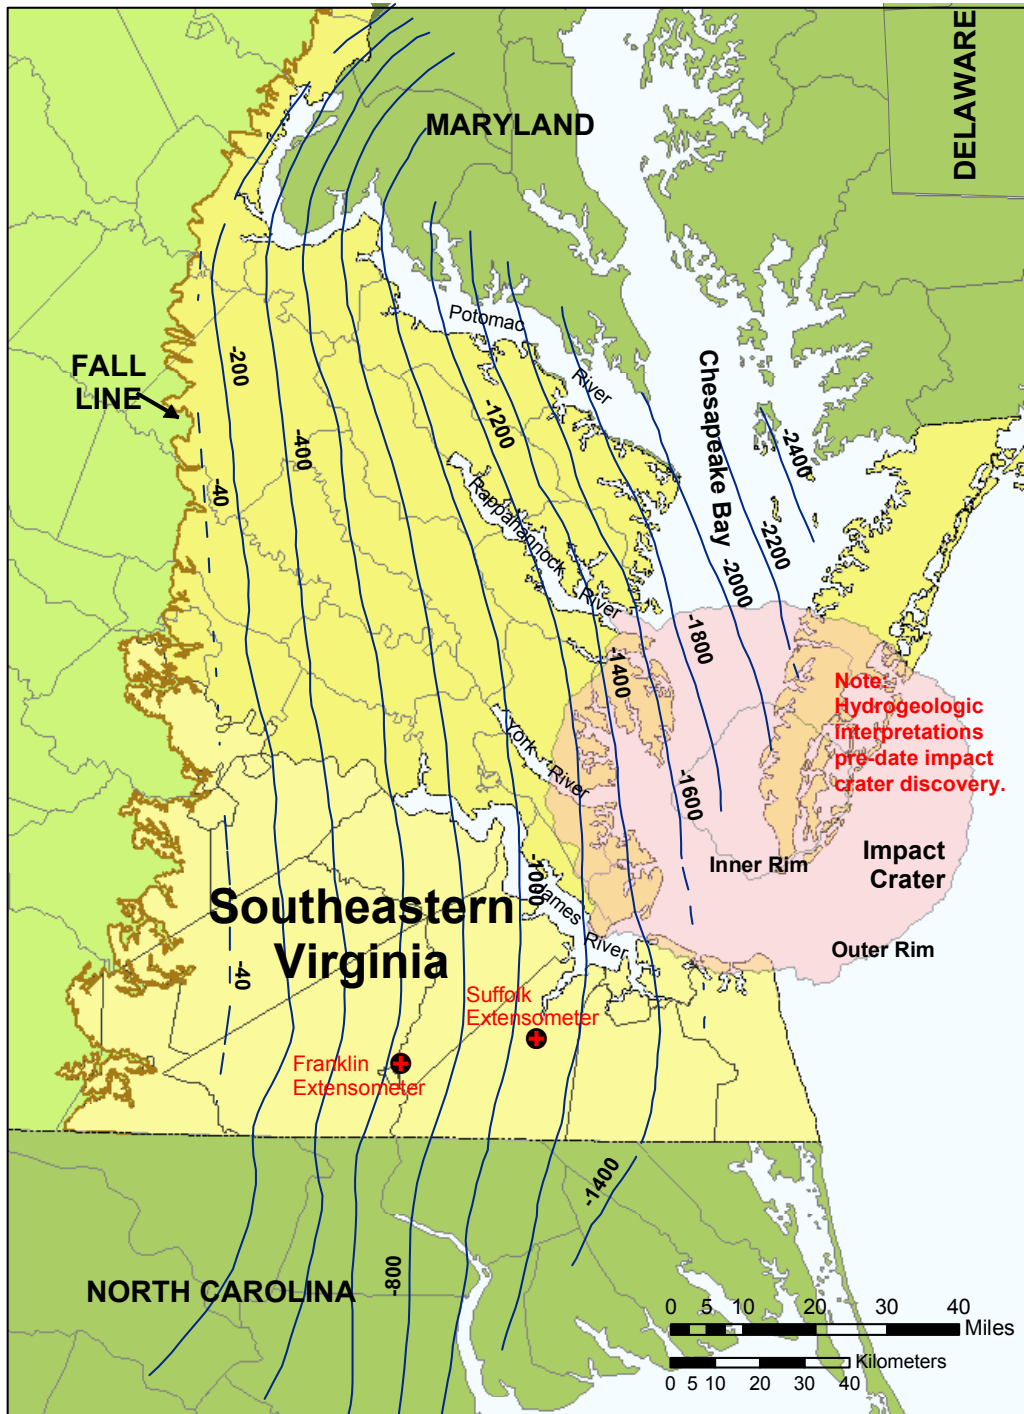 DELAWARE
MARYLAND
Potomac
River
FALL
LINE
-200
-400
-1200
Chesapeake Bay
-2400
-40
Rappahannock
River
-2200
-2000
-1800
-1400
Note:
Hydrogeologic
interpretations
pre-date impact
crater discovery.
York River
-1600
Inner Rim
Impact
Crater
-1000
James
River
Outer Rim
Southeastern
Virginia
-40
Suffolk
Extensometer
Franklin
Extensometer
-1400
-800
NORTH CAROLINA
0 5 10 20 30 40
Miles
Kilometers
0 5 10 20 30 40